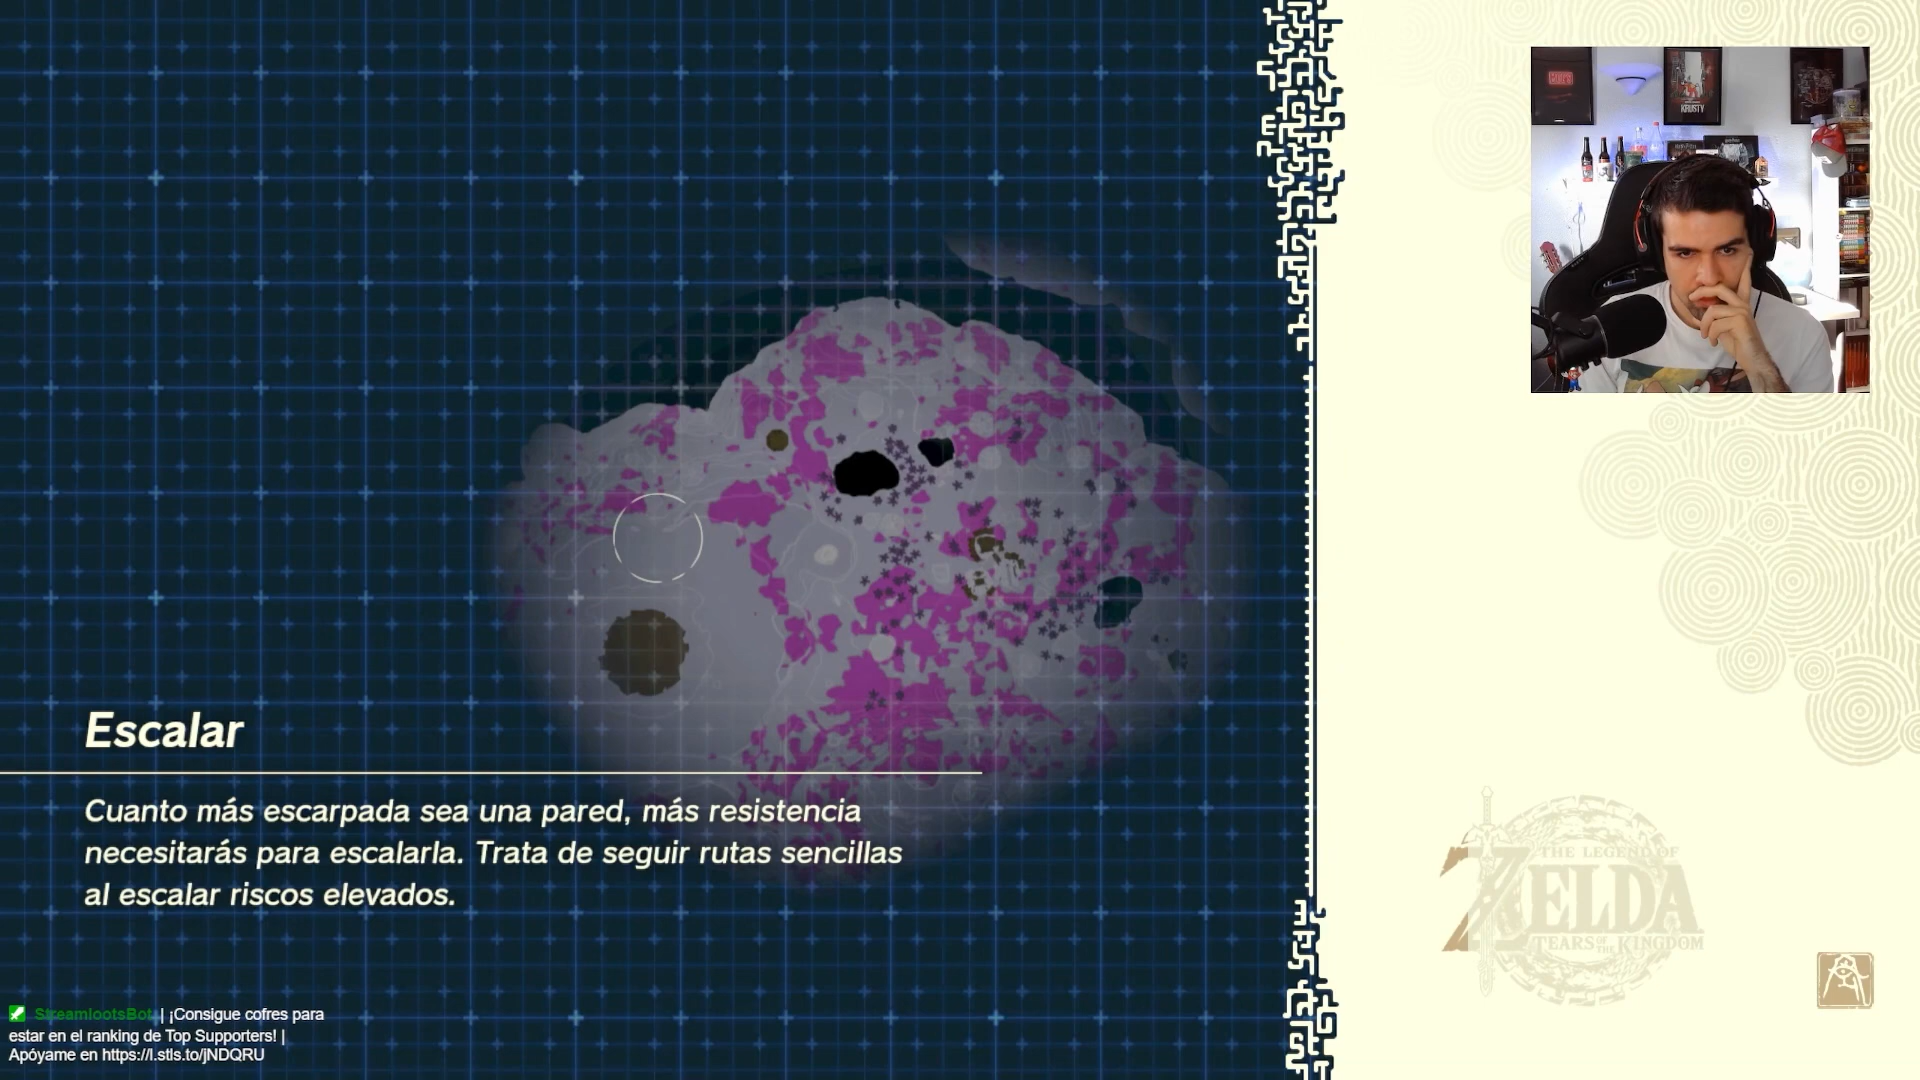 KRUSTY
Escalar
Cuanto más escarpada sea una pared, más resistencia
necesitarás para escalarla. Trata de seguir rutas sencillas
al escalar riscos elevados.
THE LEGEND OF
ZELDA
TEARS OF THE KINGDOM
StreamlootsBot | ¡Consigue cofres para
estar en el ranking de Top Supporters! |
Apóyame en https://l.stls.to/jNDQRU